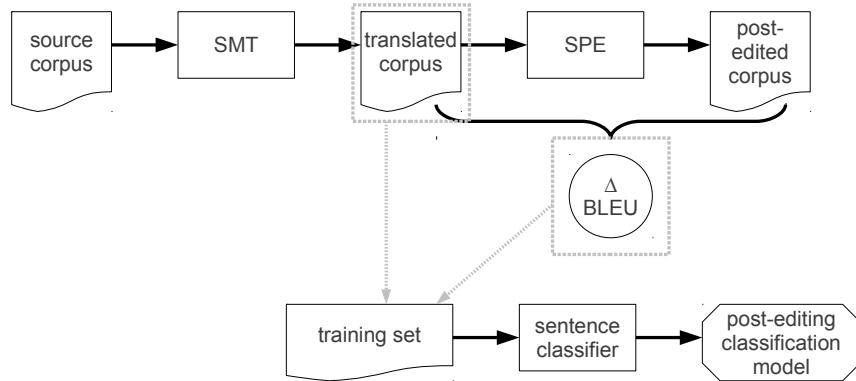 source
corpus
SMT
translated
corpus
SPE
post-
edited
corpus
Δ
BLEU
training set
sentence
classifier
post-editing
classification
model